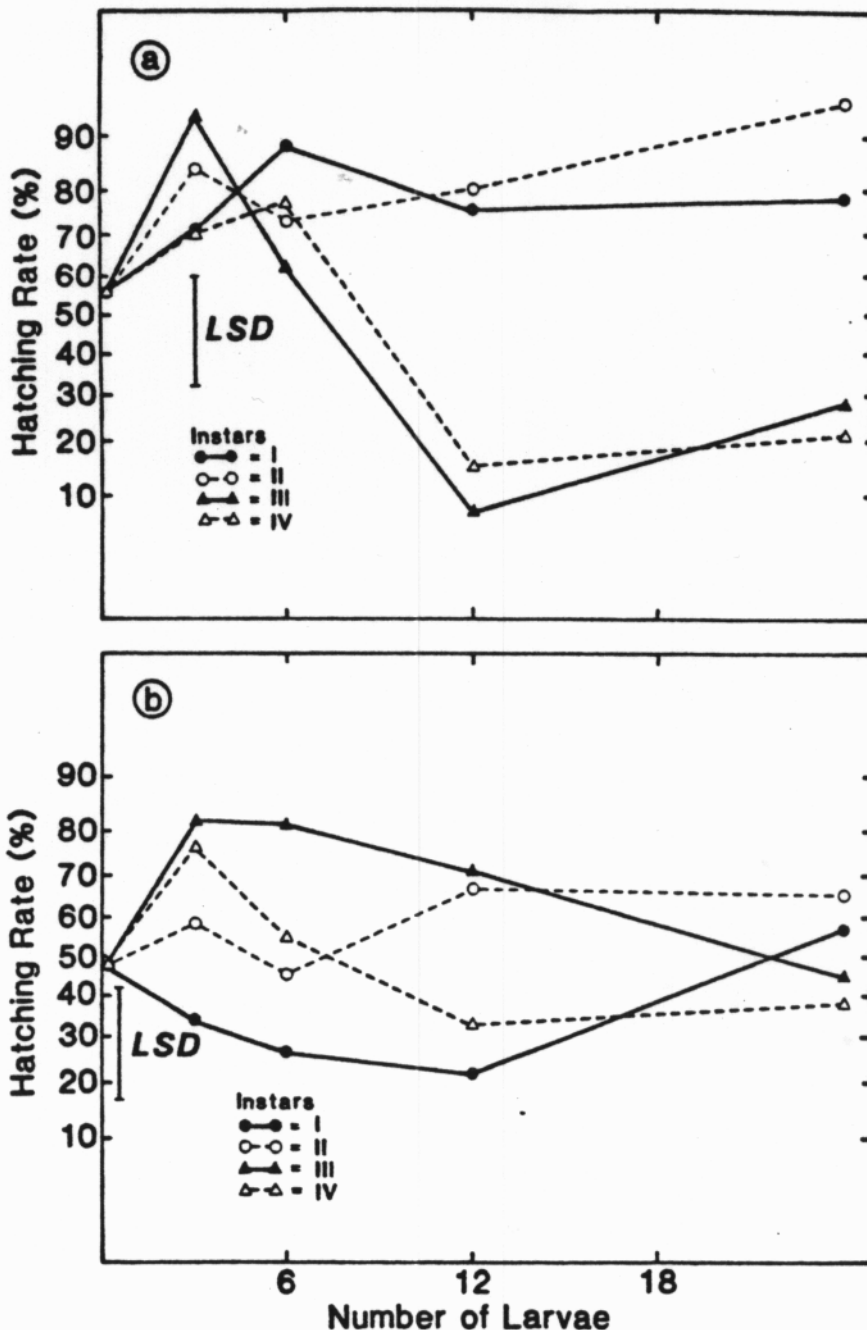 a
90
80
70
60
50
40
30
20
10
Hatching Rate (%)
LSD
Instars
= I
= II
= III
= IV
b
90
80
70
60
50
40
30
20
10
Hatching Rate (%)
LSD
Instars
= I
= II
= III
= IV
6 12 18
Number of Larvae